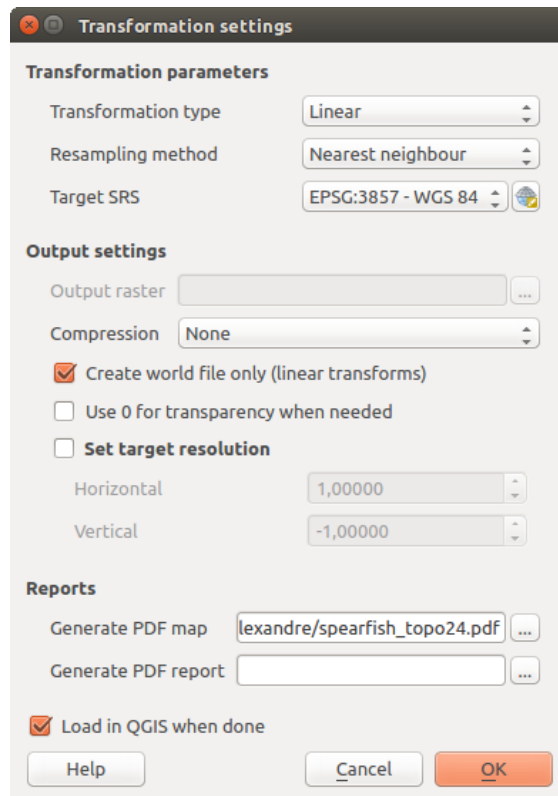 Transformation settings
Transformation parameters
Transformation type Linear
Resampling method Nearest neighbour
Target SRS EPSG:3857 - WGS 84
Output settings
Output raster ...
Compression None
Create world file only (linear transforms)
Use 0 for transparency when needed
Set target resolution
Horizontal 1,00000
Vertical -1,00000
Reports
Generate PDF map lexandre/spearfish_topo24.pdf ...
Generate PDF report ...
Load in QGIS when done
Help Cancel OK